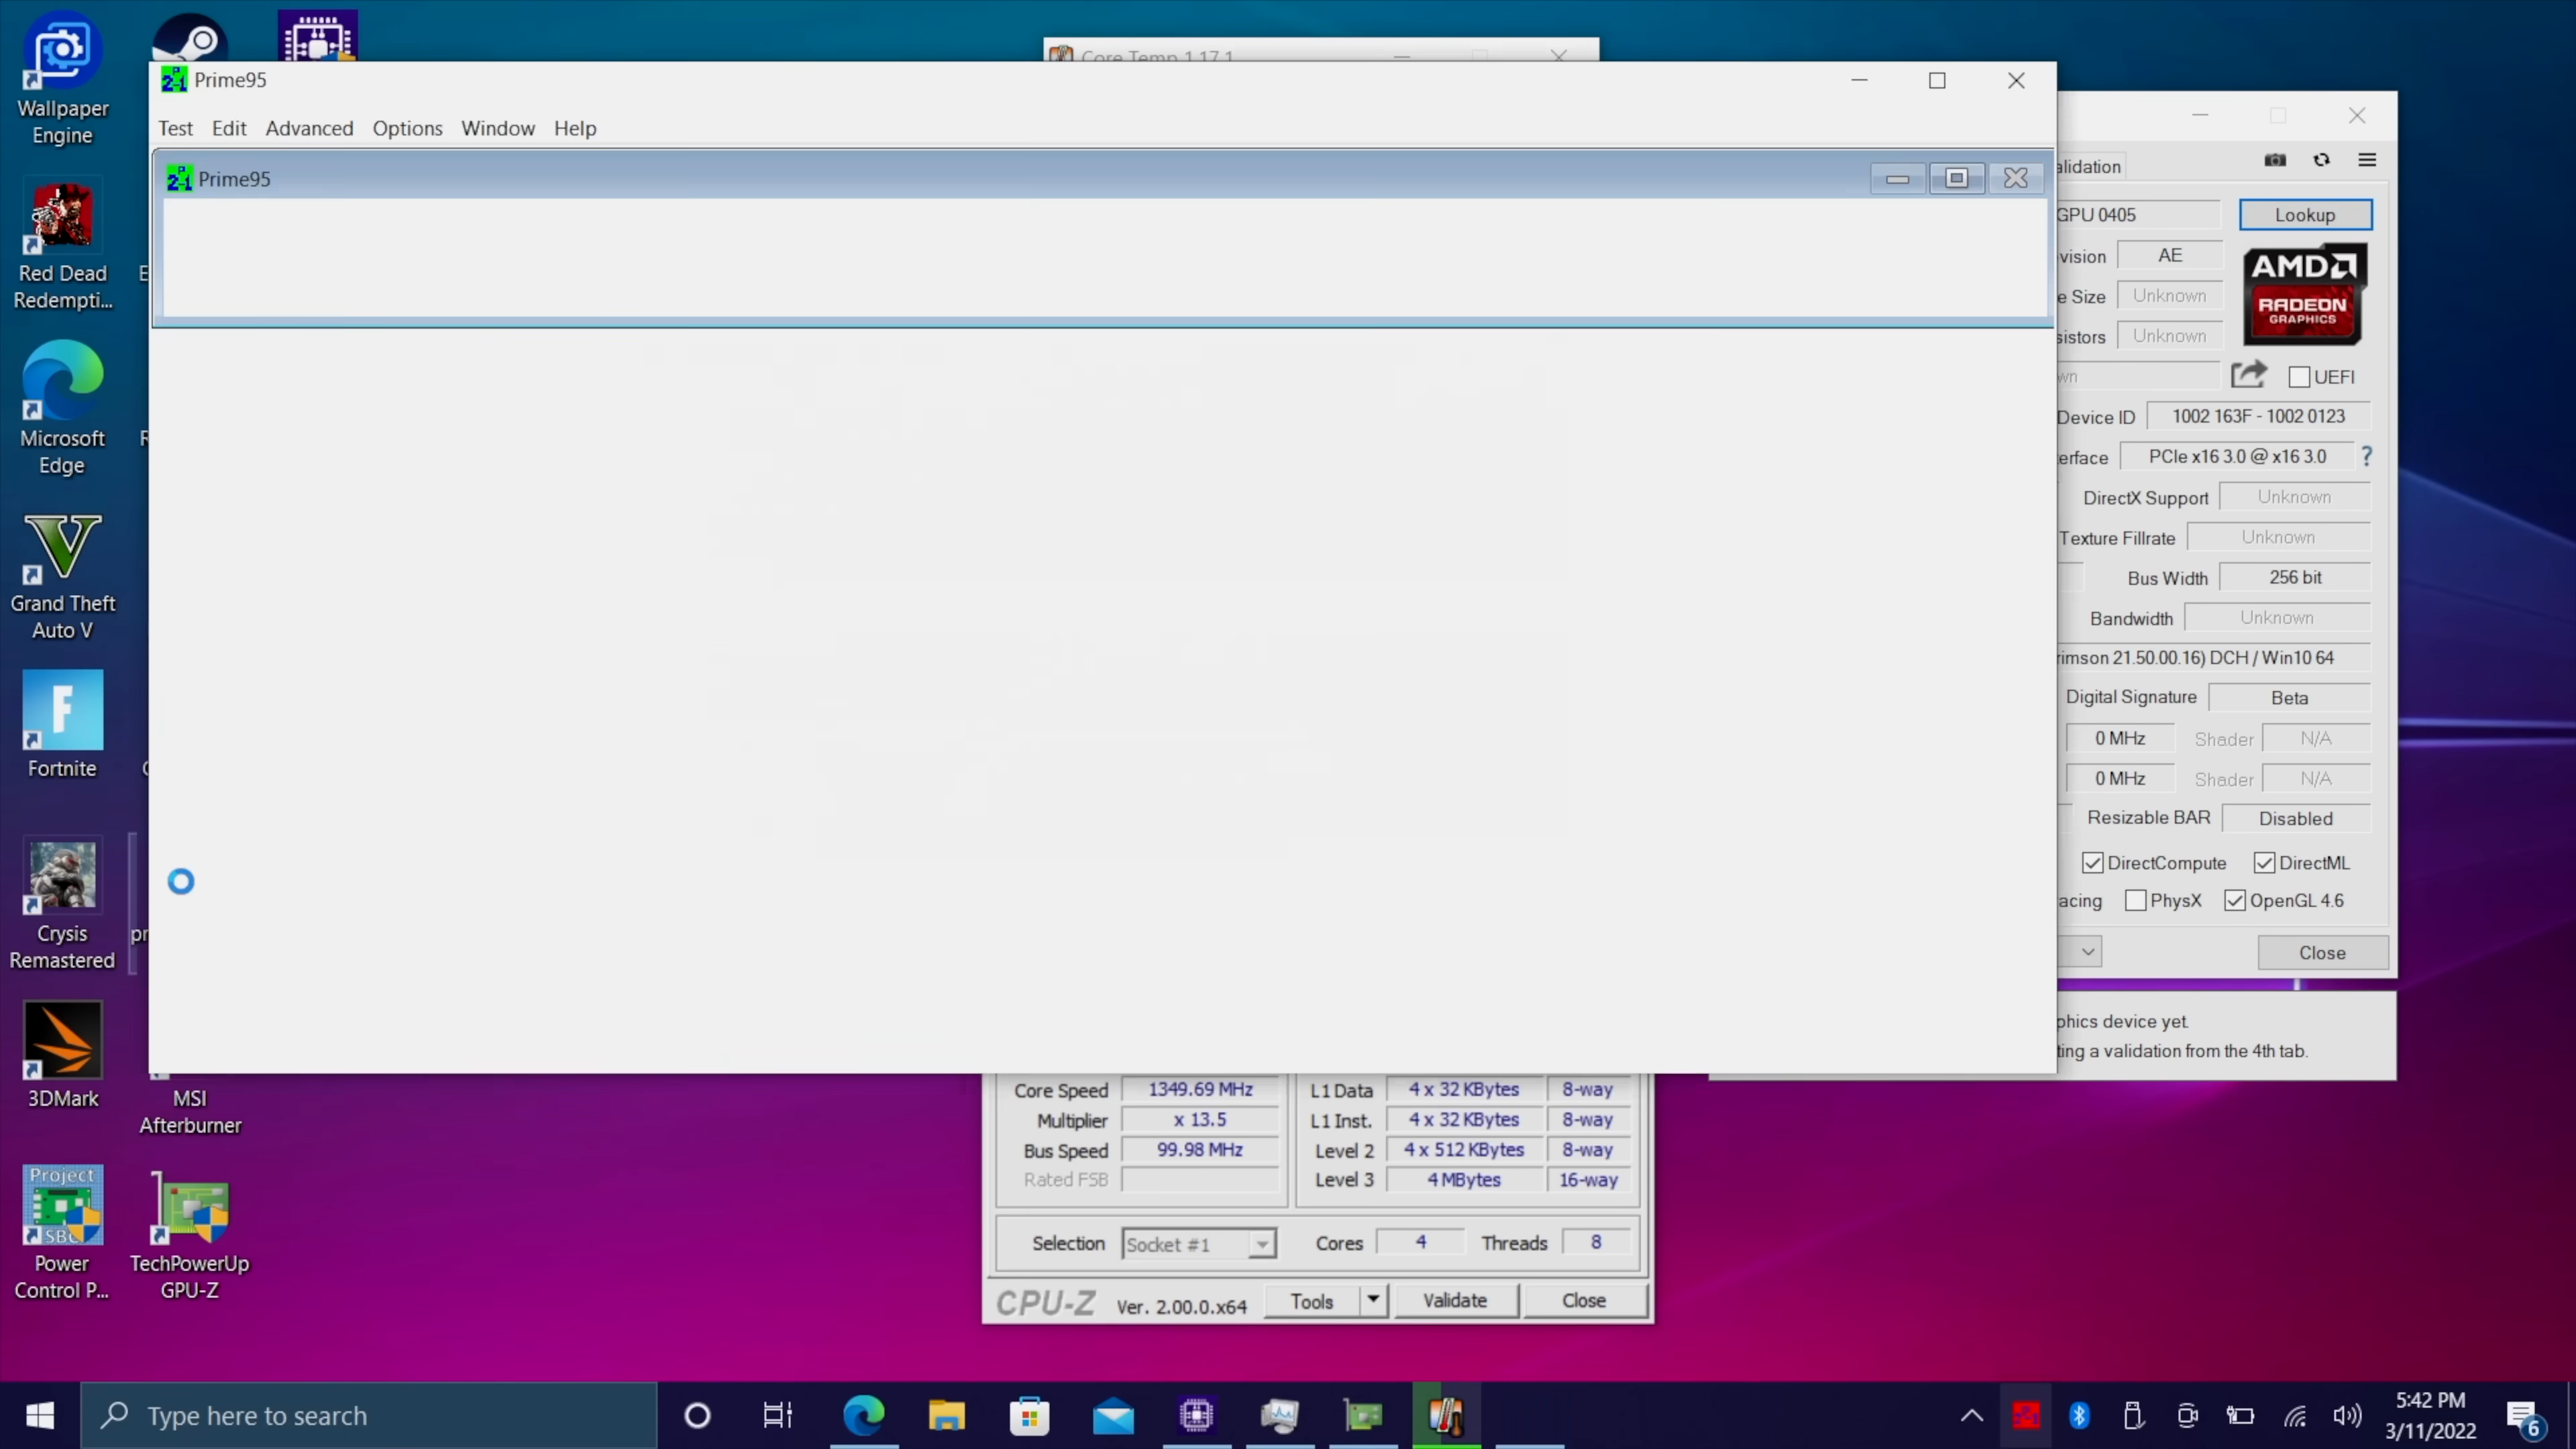 Wallpaper
Engine
Red Dead
Redempti...
Microsoft
Edge
Grand Theft
Auto V
Fortnite
Crysis
Remastered
3DMark
Project
SBC
Power
Control P...
MSI
Afterburner
TechPowerUp
GPU-Z
Core Temp 1.17.1
Prime95
Test Edit Advanced Options Window Help
Prime95
alidation
GPU 0405
Lookup
vision AE
AMD
RADEON
GRAPHICS
e Size Unknown
sistors Unknown
wn
UEFI
Device ID 1002 163F - 1002 0123
erface PCIe x16 3.0 @ x16 3.0 ?
DirectX Support Unknown
Texture Fillrate Unknown
Bus Width 256 bit
Bandwidth Unknown
rimson 21.50.00.16) DCH / Win10 64
Digital Signature Beta
0 MHz Shader N/A
0 MHz Shader N/A
Resizable BAR Disabled
DirectCompute DirectML
acing PhysX OpenGL 4.6
Close
phics device yet.
ting a validation from the 4th tab.
Core Speed 1349.69 MHz L1 Data 4 x 32 KBytes 8-way
Multiplier x 13.5 L1 Inst. 4 x 32 KBytes 8-way
Bus Speed 99.98 MHz Level 2 4 x 512 KBytes 8-way
Rated FSB Level 3 4 MBytes 16-way
Selection Socket #1 Cores 4 Threads 8
CPU-Z Ver. 2.00.0.x64 Tools Validate Close
Type here to search
5:42 PM
3/11/2022
6